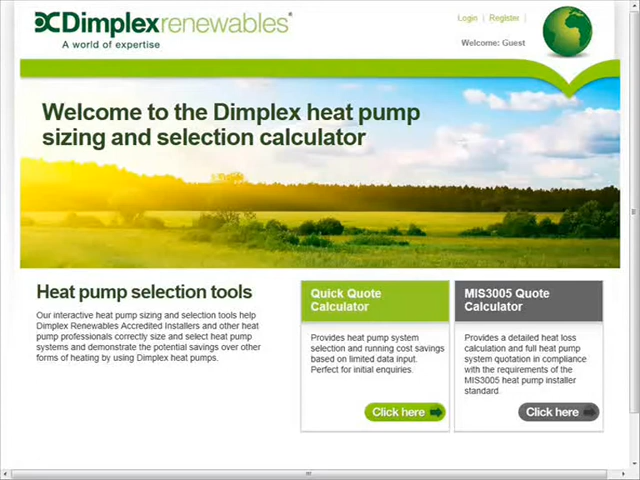 Dimplexrenewables®
A world of expertise
Login | Register |
Welcome: Guest
Welcome to the Dimplex heat pump
sizing and selection calculator
Heat pump selection tools
Our interactive heat pump sizing and selection tools help
Dimplex Renewables Accredited Installers and other heat
pump professionals correctly size and select heat pump
systems and demonstrate the potential savings over other
forms of heating by using Dimplex heat pumps.
Quick Quote
Calculator
Provides heat pump system
selection and running cost savings
based on limited data input.
Perfect for initial enquiries.
Click here
MIS3005 Quote
Calculator
Provides a detailed heat loss
calculation and full heat pump
system quotation in compliance
with the requirements of the
MIS3005 heat pump installer
standard
Click here